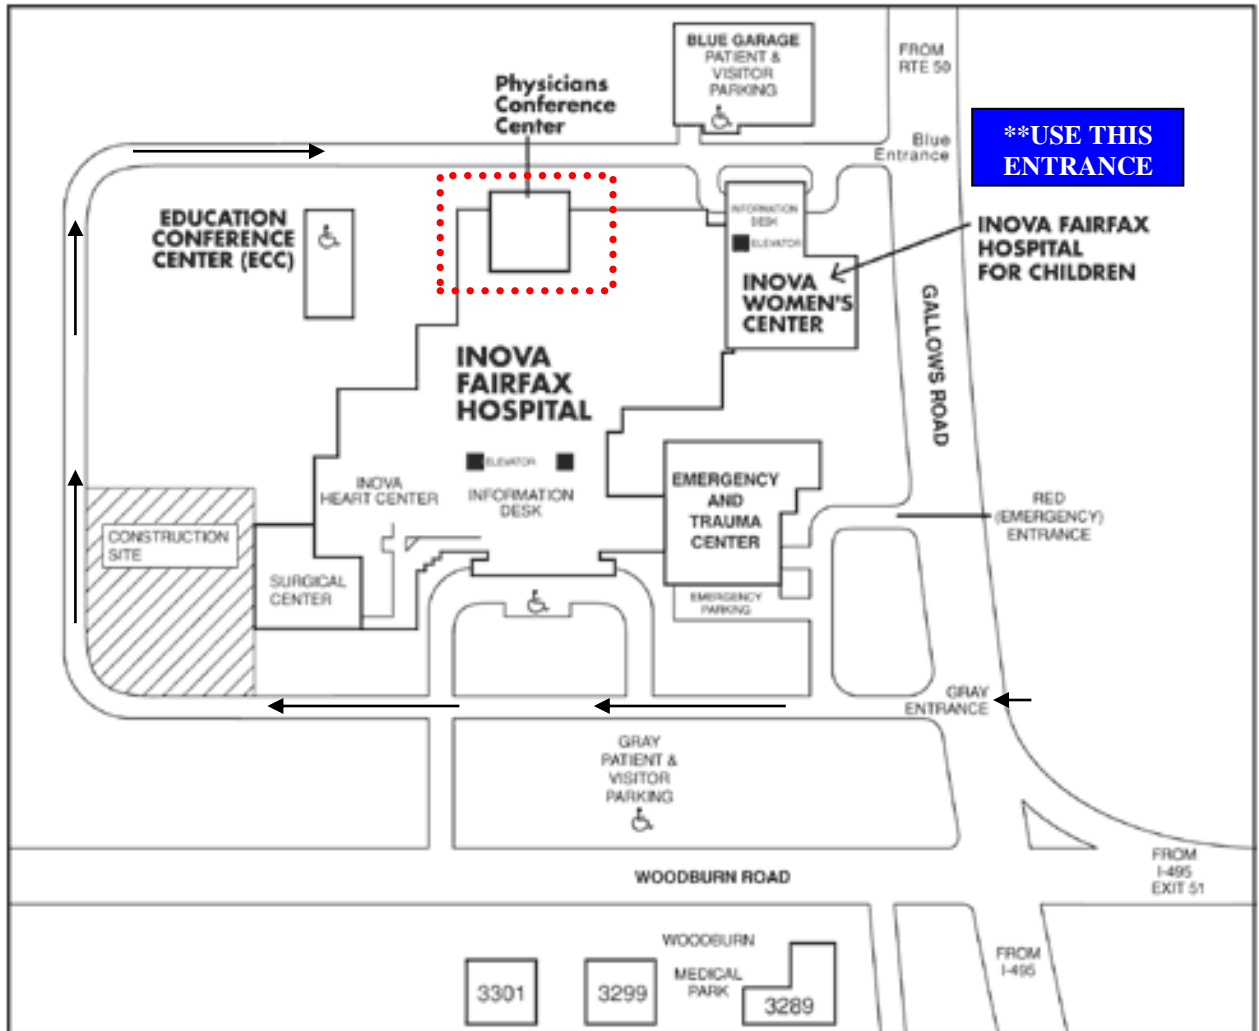 BLUE GARAGE
PATIENT &
VISITOR
PARKING
FROM
RTE 50
Physicians
Conference
Center
**USE THIS
ENTRANCE
Blue
Entrance
EDUCATION
CONFERENCE
CENTER (ECC)
INFORMATION
DESK
ELEVATOR
INOVA FAIRFAX
HOSPITAL
FOR CHILDREN
INOVA
WOMEN'S
CENTER
GALLOWS ROAD
INOVA
FAIRFAX
HOSPITAL
ELEVATOR
INFORMATION
DESK
INOVA
HEART CENTER
EMERGENCY
AND
TRAUMA
CENTER
RED
(EMERGENCY)
ENTRANCE
CONSTRUCTION
SITE
SURGICAL
CENTER
EMERGENCY
PARKING
GRAY
ENTRANCE
GRAY
PATIENT &
VISITOR
PARKING
WOODBURN ROAD
FROM
I-495
EXIT 51
FROM
I-495
WOODBURN
MEDICAL
PARK
3301
3299
3289